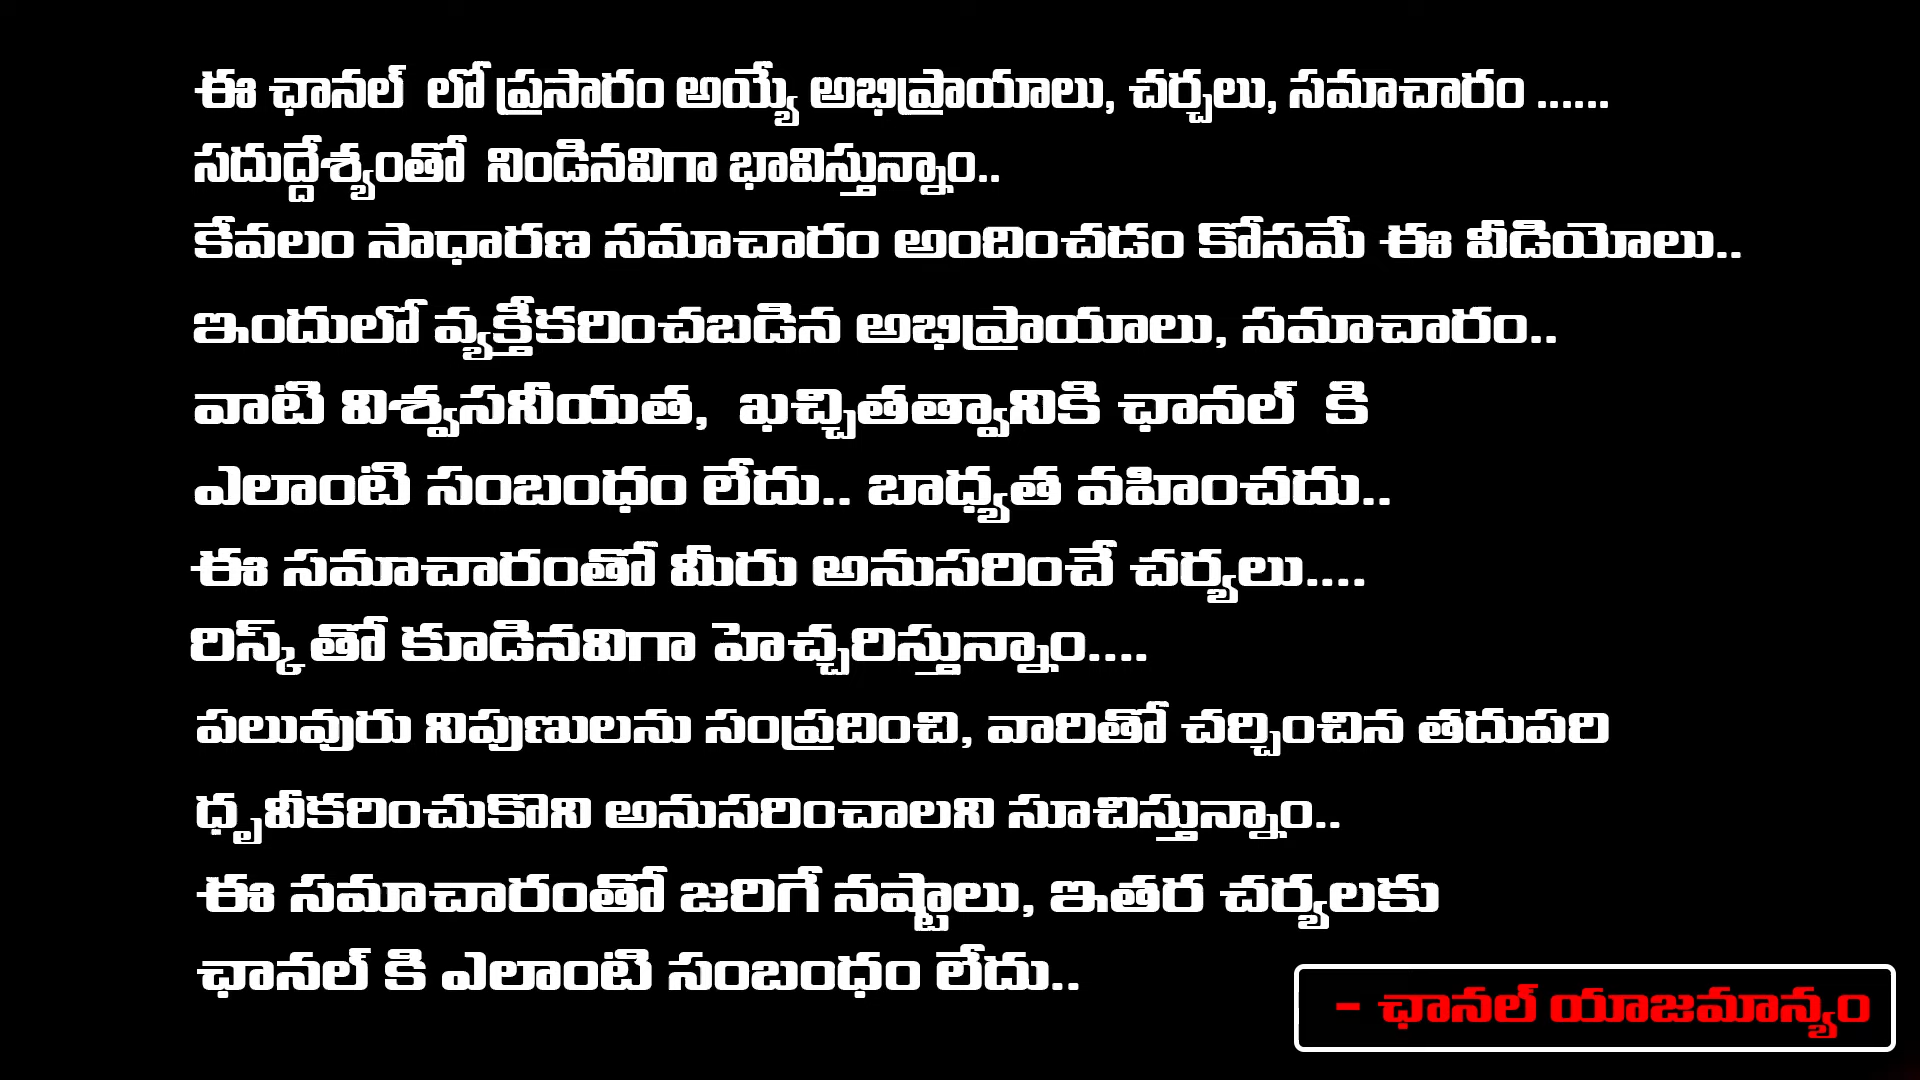 ఈ ఛానల్ లో ప్రసారం అయ్యే అభిప్రాయాలు, చర్చలు, సమాచారం ......
సదుద్దేశ్యంతో నిండినవిగా భావిస్తున్నాం..
కేవలం సాధారణ సమాచారం అందించడం కోసమే ఈ వీడియోలు..
ఇందులో వ్యక్తీకరించబడిన అభిప్రాయాలు, సమాచారం..
వాటి విశ్వసనీయత, ఖచ్చితత్వానికి ఛానల్ కి
ఎలాంటి సంబంధం లేదు.. బాధ్యత వహించదు..
ఈ సమాచారంతో మీరు అనుసరించే చర్యలు....
రిస్క్ తో కూడినవిగా హెచ్చరిస్తున్నాం....
పలువురు నిపుణులను సంప్రదించి, వారితో చర్చించిన తదుపరి
ధృవీకరించుకొని అనుసరించాలని సూచిస్తున్నాం..
ఈ సమాచారంతో జరిగే నష్టాలు, ఇతర చర్యలకు
ఛానల్ కి ఎలాంటి సంబంధం లేదు..
- ఛానల్ యాజమాన్యం